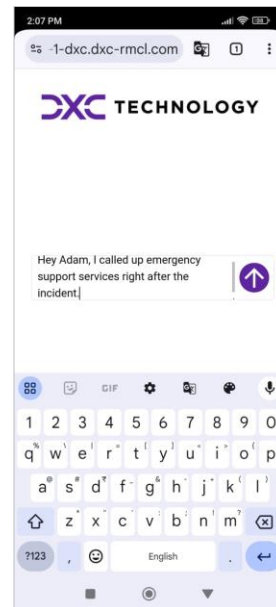 2:07 PM
-1-dxc.dxc-rmcl.com
1
DXC TECHNOLOGY
Hey Adam, I called up emergency
support services right after the
incident.
GIF
1 2 3 4 5 6 7 8 9 0
q w e r t y u i o p
a s d f g h j k l
z x c v b n m
?123 , English .